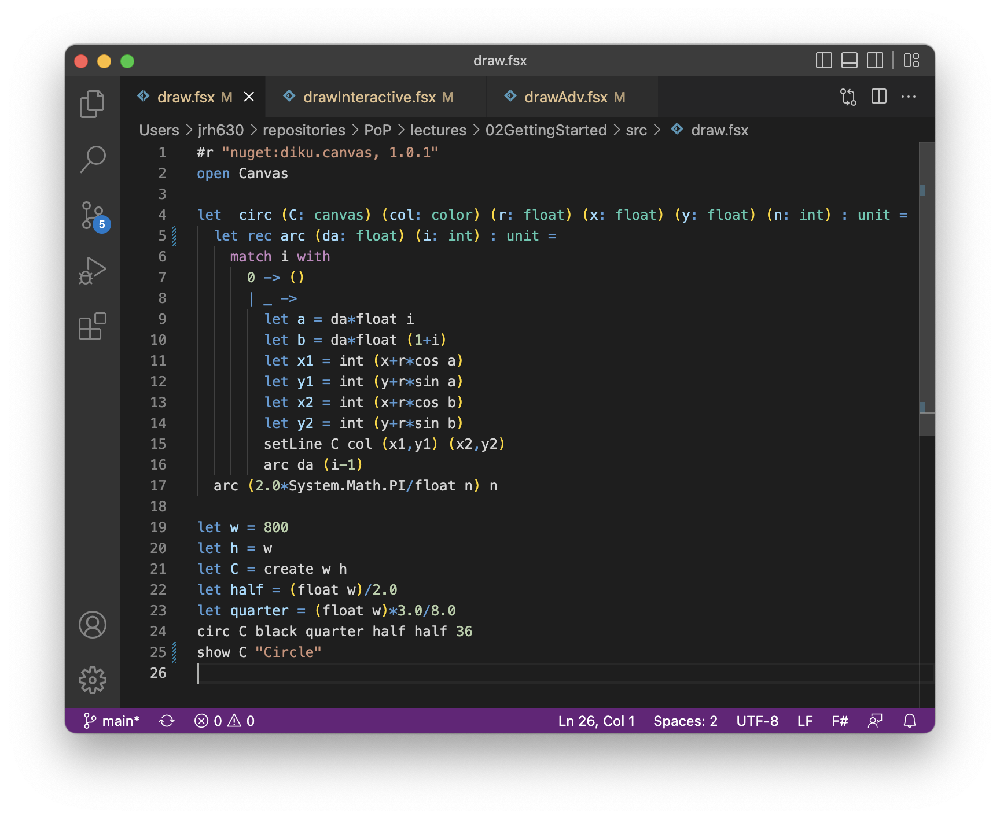 draw.fsx
draw.fsx M drawInteractive.fsx M drawAdv.fsx M
Users > jrh630 > repositories > PoP > lectures > 02GettingStarted > src > draw.fsx
1 #r "nuget:diku.canvas, 1.0.1"
2 open Canvas
3
4 let  circ (C: canvas) (col: color) (r: float) (x: float) (y: float) (n: int) : unit =
5   let rec arc (da: float) (i: int) : unit =
6     match i with
7       0 -> ()
8       | _ ->
9         let a = da*float i
10         let b = da*float (1+i)
11         let x1 = int (x+r*cos a)
12         let y1 = int (y+r*sin a)
13         let x2 = int (x+r*cos b)
14         let y2 = int (y+r*sin b)
15         setLine C col (x1,y1) (x2,y2)
16         arc da (i-1)
17   arc (2.0*System.Math.PI/float n) n
18
19 let w = 800
20 let h = w
21 let C = create w h
22 let half = (float w)/2.0
23 let quarter = (float w)*3.0/8.0
24 circ C black quarter half half 36
25 show C "Circle"
26
5
main* 0 0 Ln 26, Col 1 Spaces: 2 UTF-8 LF F#